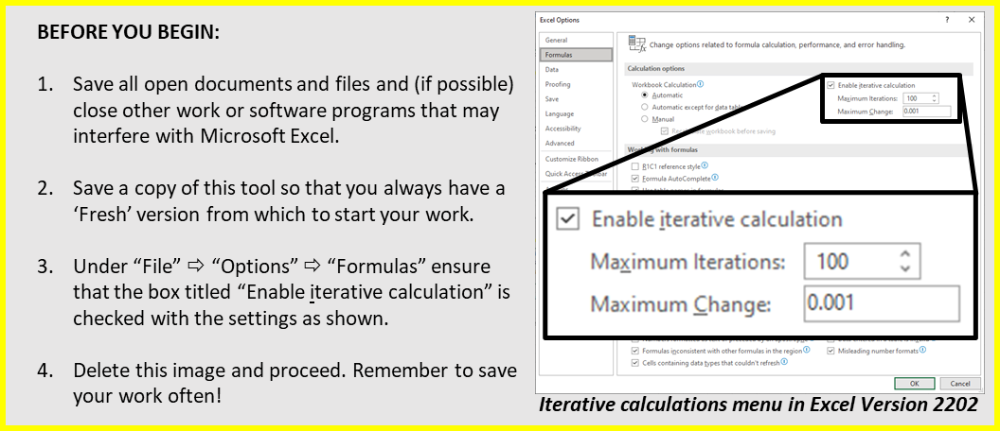 BEFORE YOU BEGIN:
1. Save all open documents and files and (if possible)
close other work or software programs that may
interfere with Microsoft Excel.
2. Save a copy of this tool so that you always have a
‘Fresh’ version from which to start your work.
3. Under “File” ⇨ “Options” ⇨ “Formulas” ensure
that the box titled “Enable iterative calculation” is
checked with the settings as shown.
4. Delete this image and proceed. Remember to save
your work often!
Excel Options
General
Formulas
Data
Proofing
Save
Language
Accessibility
Advanced
Customize Ribbon
Quick Access
Change options related to formula calculation, performance, and error handling.
Calculation options
Workbook Calculation
Automatic
Automatic except for data
Manual
workbook before saving
Enable iterative calculation
Maximum Iterations: 100
Maximum Change: 0.001
with formulas
R1C1 reference style
Formula AutoComplete
Enable iterative calculation
Maximum Iterations: 100
Maximum Change: 0.001
Formulas inconsistent with other formulas in the region
Misleading number formats
Cells containing data types that couldn't refresh
OK
Cancel
Iterative calculations menu in Excel Version 2202